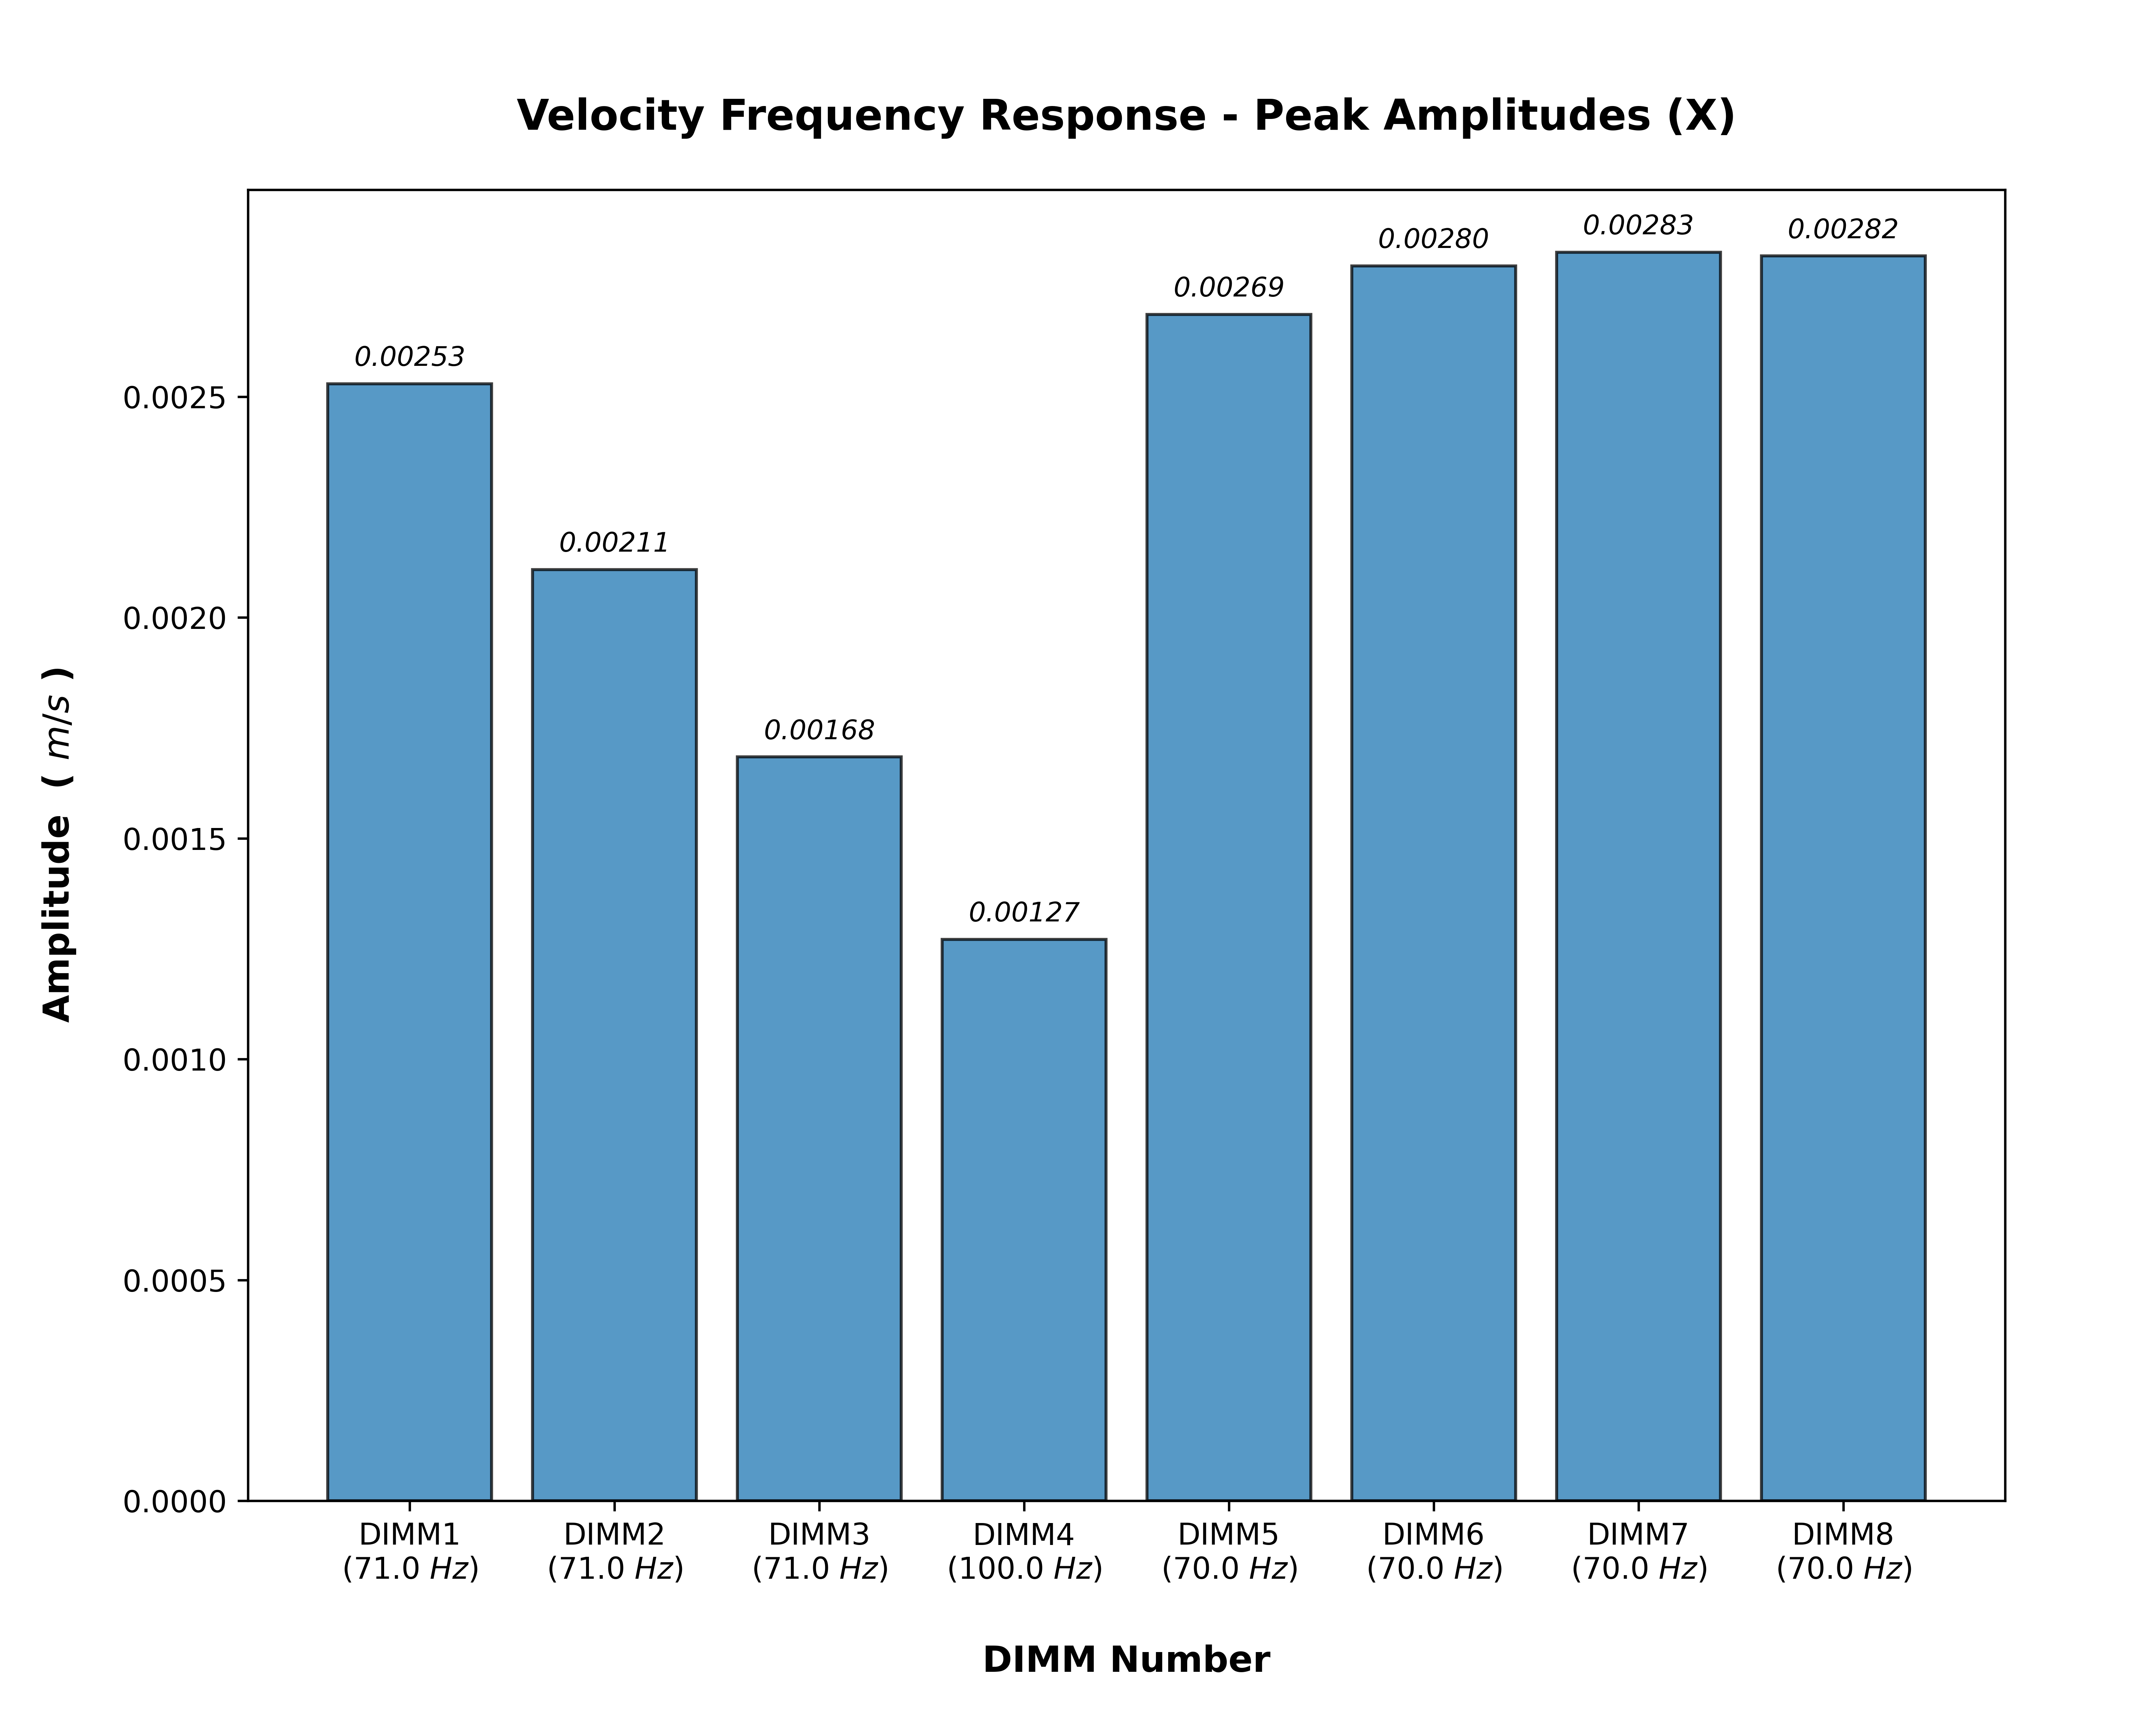 Velocity Frequency Response - Peak Amplitudes (X)
Amplitude ( m/s )
0.0025
0.0020
0.0015
0.0010
0.0005
0.0000
0.00253
0.00211
0.00168
0.00127
0.00269
0.00280
0.00283
0.00282
DIMM1
(71.0 Hz)
DIMM2
(71.0 Hz)
DIMM3
(71.0 Hz)
DIMM4
(100.0 Hz)
DIMM5
(70.0 Hz)
DIMM6
(70.0 Hz)
DIMM7
(70.0 Hz)
DIMM8
(70.0 Hz)
DIMM Number